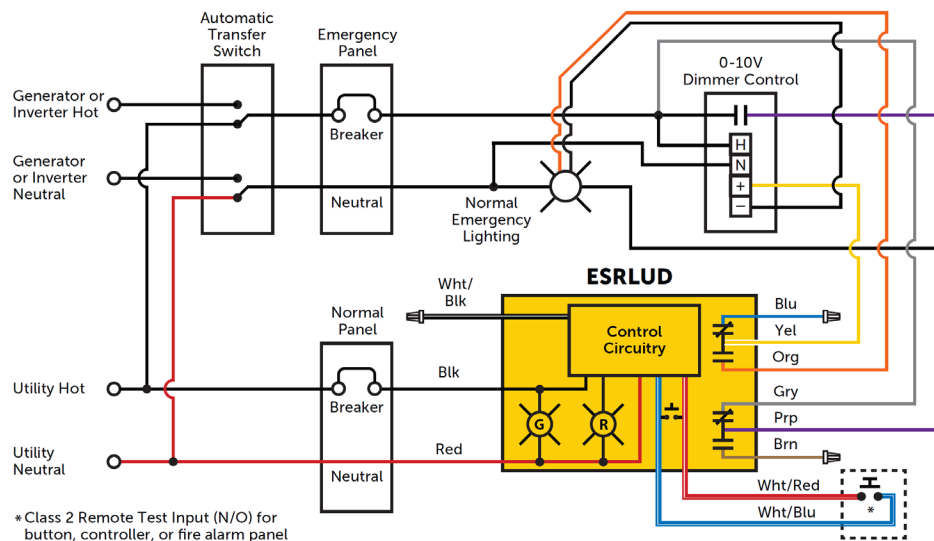 Automatic
Transfer
Switch
Emergency
Panel
0-10V
Dimmer Control
Generator or
Inverter Hot
Breaker
H
N
+
–
Generator
or Inverter
Neutral
Neutral
Normal
Emergency
Lighting
ESRLUD
Wht/
Blk
Normal
Panel
Control
Circuitry
Blu
Yel
Org
Utility Hot
Breaker
Blk
Gry
G
R
Prp
Brn
Utility
Neutral
Red
Neutral
Wht/Red
Wht/Blu
*
*Class 2 Remote Test Input (N/O) for
button, controller, or fire alarm panel